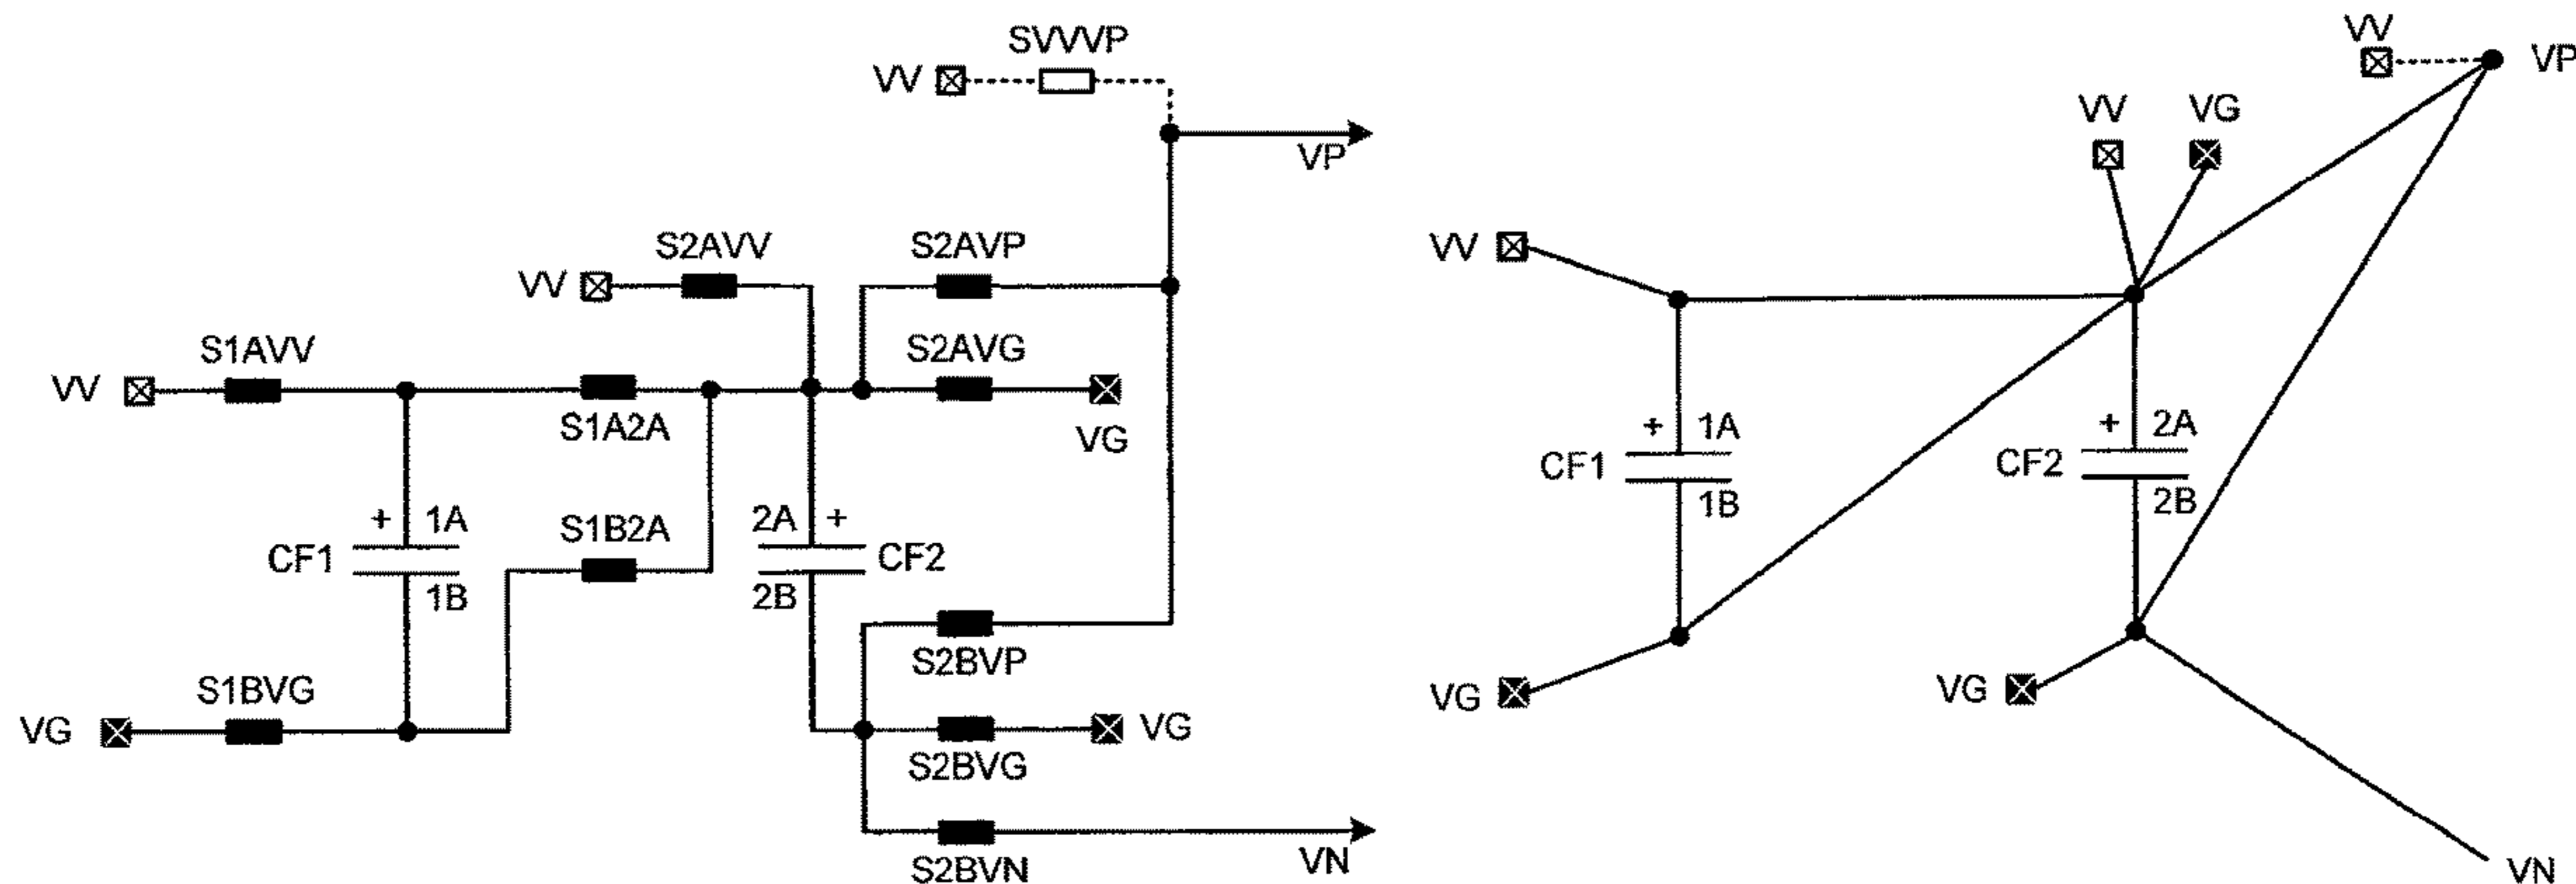 SVVVP
VV
VP
S2AVV
S2AVP
VV
S1AVV
S2AVG
VV
S1A2A
VG
+ 1A
S1B2A
2A +
CF1
CF2
1B
2B
S2BVP
S1BVG
VG
VG
S2BVG
S2BVN
VN
VV
VP
VV
VG
VV
+ 1A
+ 2A
CF1
CF2
1B
2B
VG
VG
VN